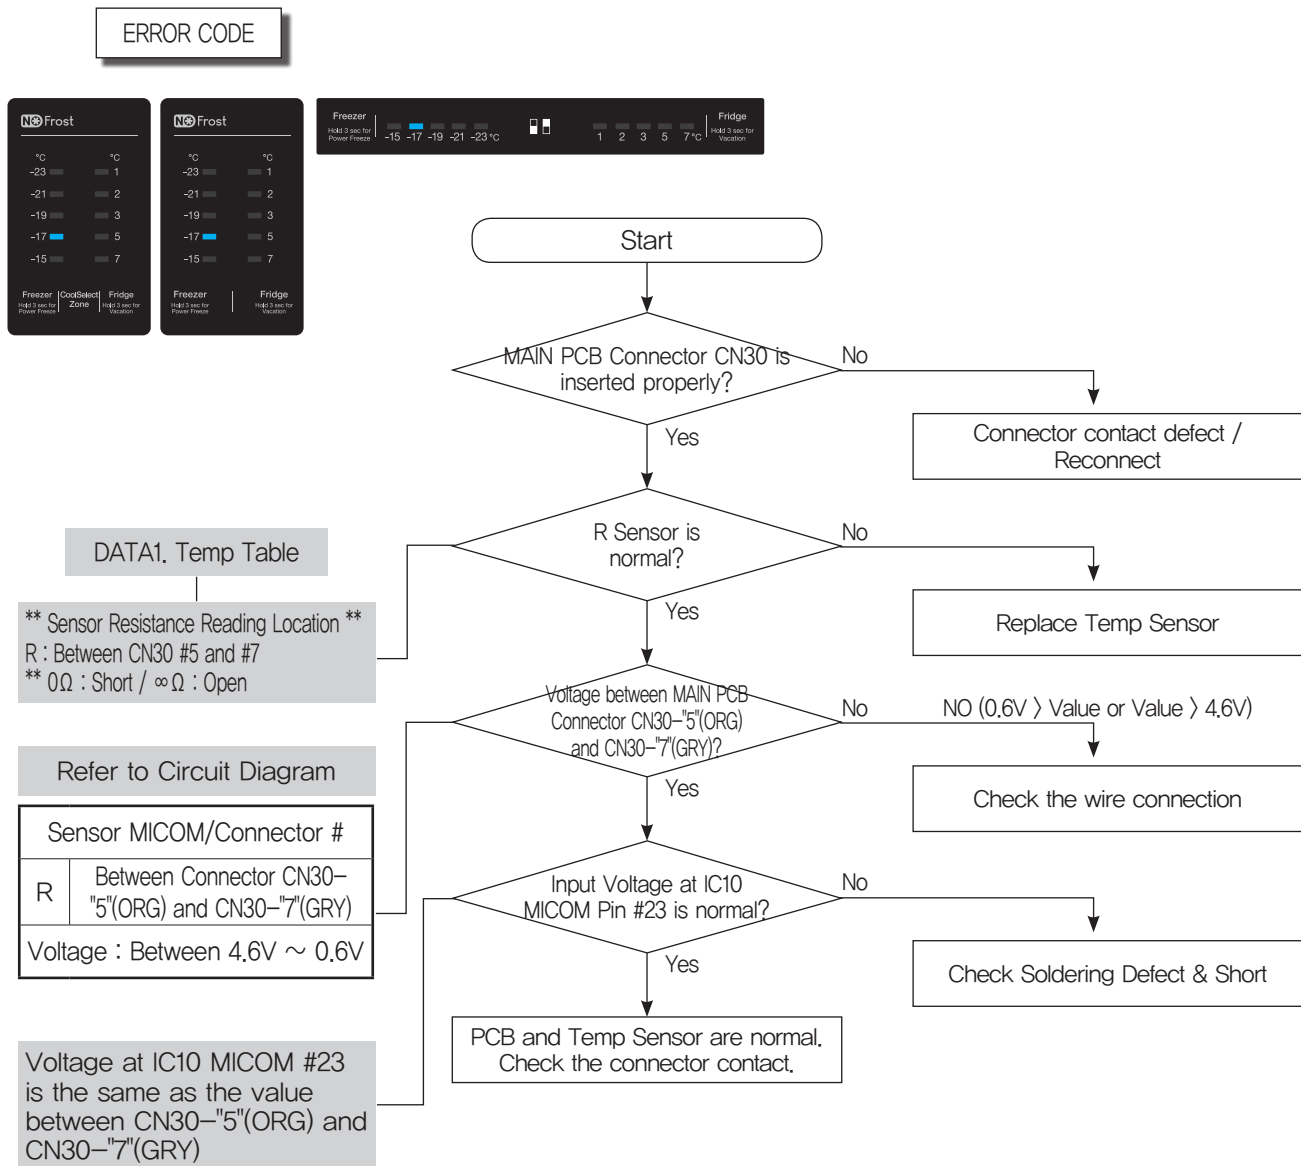 ERROR CODE
NO Frost
°C °C
-23 1
-21 2
-19 3
-17 5
-15 7
Freezer
Hold 3 sec for
Power Freeze
CoolSelect
Zone
Fridge
Hold 3 sec for
Vacation
NO Frost
°C °C
-23 1
-21 2
-19 3
-17 5
-15 7
Freezer
Hold 3 sec for
Power Freeze
Fridge
Hold 3 sec for
Vacation
Freezer
Hold 3 sec for
Power Freeze
-15 -17 -19 -21 -23 °C
1 2 3 5 7 °C
Fridge
Hold 3 sec for
Vacation
Start
MAIN PCB Connector CN30 is
inserted properly?
No
Connector contact defect /
Reconnect
Yes
R Sensor is
normal?
No
Replace Temp Sensor
Yes
DATA1. Temp Table
** Sensor Resistance Reading Location **
R : Between CN30 #5 and #7
** 0Ω : Short / ∞Ω : Open
Voltage between MAIN PCB
Connector CN30-"5"(ORG)
and CN30-"7"(GRY)?
No
NO (0.6V > Value or Value > 4.6V)
Check the wire connection
Yes
Refer to Circuit Diagram
Sensor MICOM/Connector #
R
Between Connector CN30-
"5"(ORG) and CN30-"7"(GRY)
Voltage : Between 4.6V ~ 0.6V
Input Voltage at IC10
MICOM Pin #23 is normal?
No
Check Soldering Defect & Short
Yes
PCB and Temp Sensor are normal.
Check the connector contact.
Voltage at IC10 MICOM #23
is the same as the value
between CN30-"5"(ORG) and
CN30-"7"(GRY)